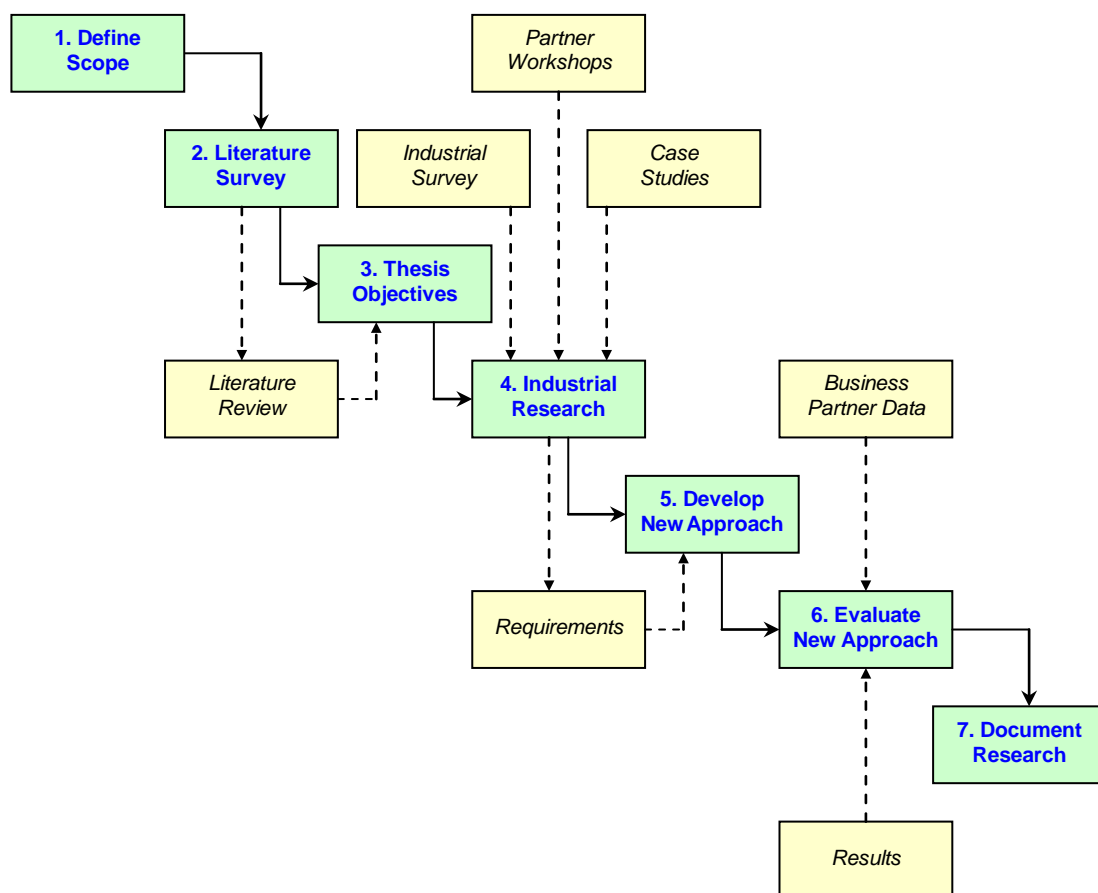 1. Define
Scope
Partner
Workshops
2. Literature
Survey
Industrial
Survey
Case
Studies
3. Thesis
Objectives
Literature
Review
4. Industrial
Research
Business
Partner Data
5. Develop
New Approach
Requirements
6. Evaluate
New Approach
7. Document
Research
Results